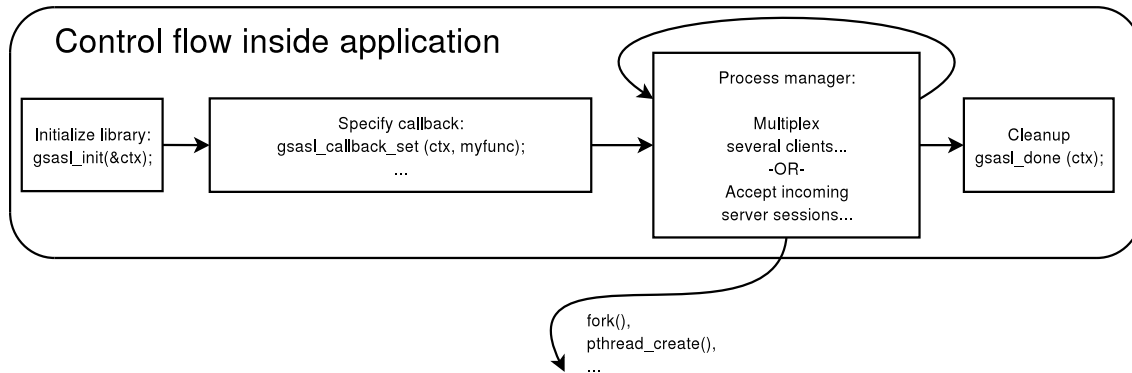 Control flow inside application
Initialize library:
gsasl_init(&ctx);
Specify callback:
gsasl_callback_set (ctx, myfunc);
...
Process manager:
Multiplex
several clients...
-OR-
Accept incoming
server sessions...
Cleanup
gsasl_done (ctx);
fork(),
pthread_create(),
...